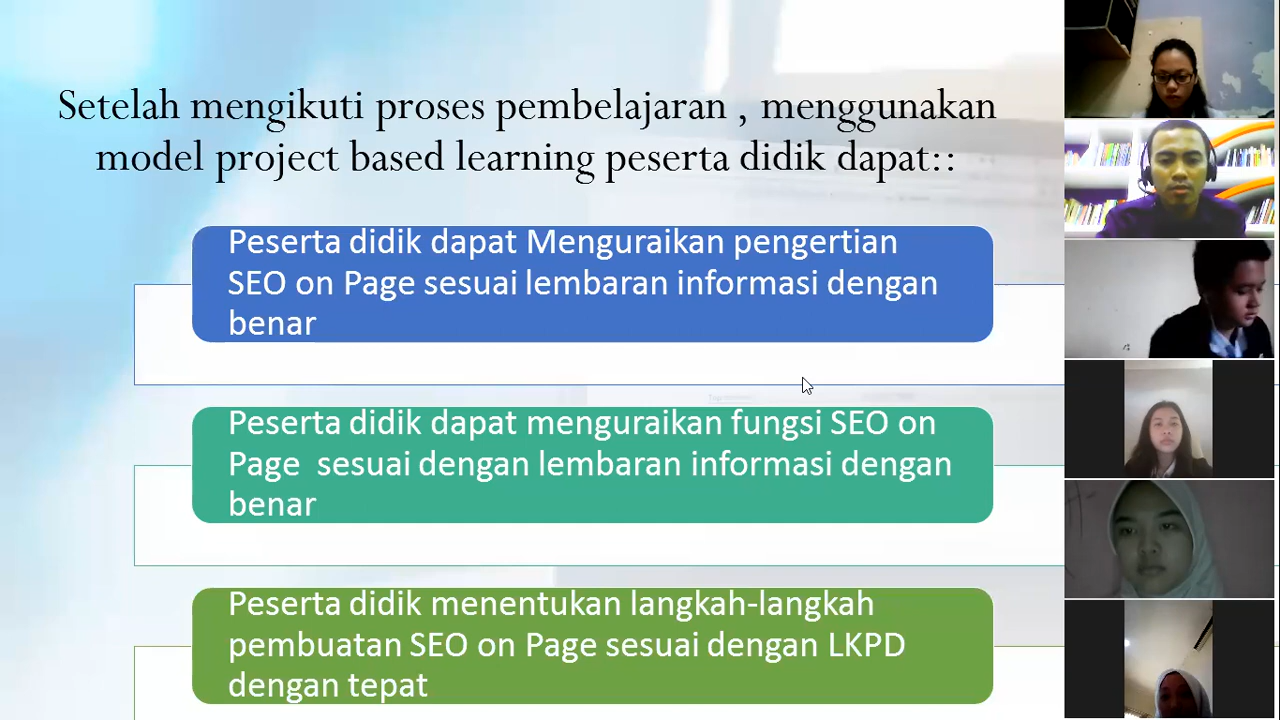 Setelah mengikuti proses pembelajaran , menggunakan
model project based learning peserta didik dapat::
Peserta didik dapat Menguraikan pengertian
SEO on Page sesuai lembaran informasi dengan
benar
Peserta didik dapat menguraikan fungsi SEO on
Page  sesuai dengan lembaran informasi dengan
benar
Peserta didik menentukan langkah-langkah
pembuatan SEO on Page sesuai dengan LKPD
dengan tepat